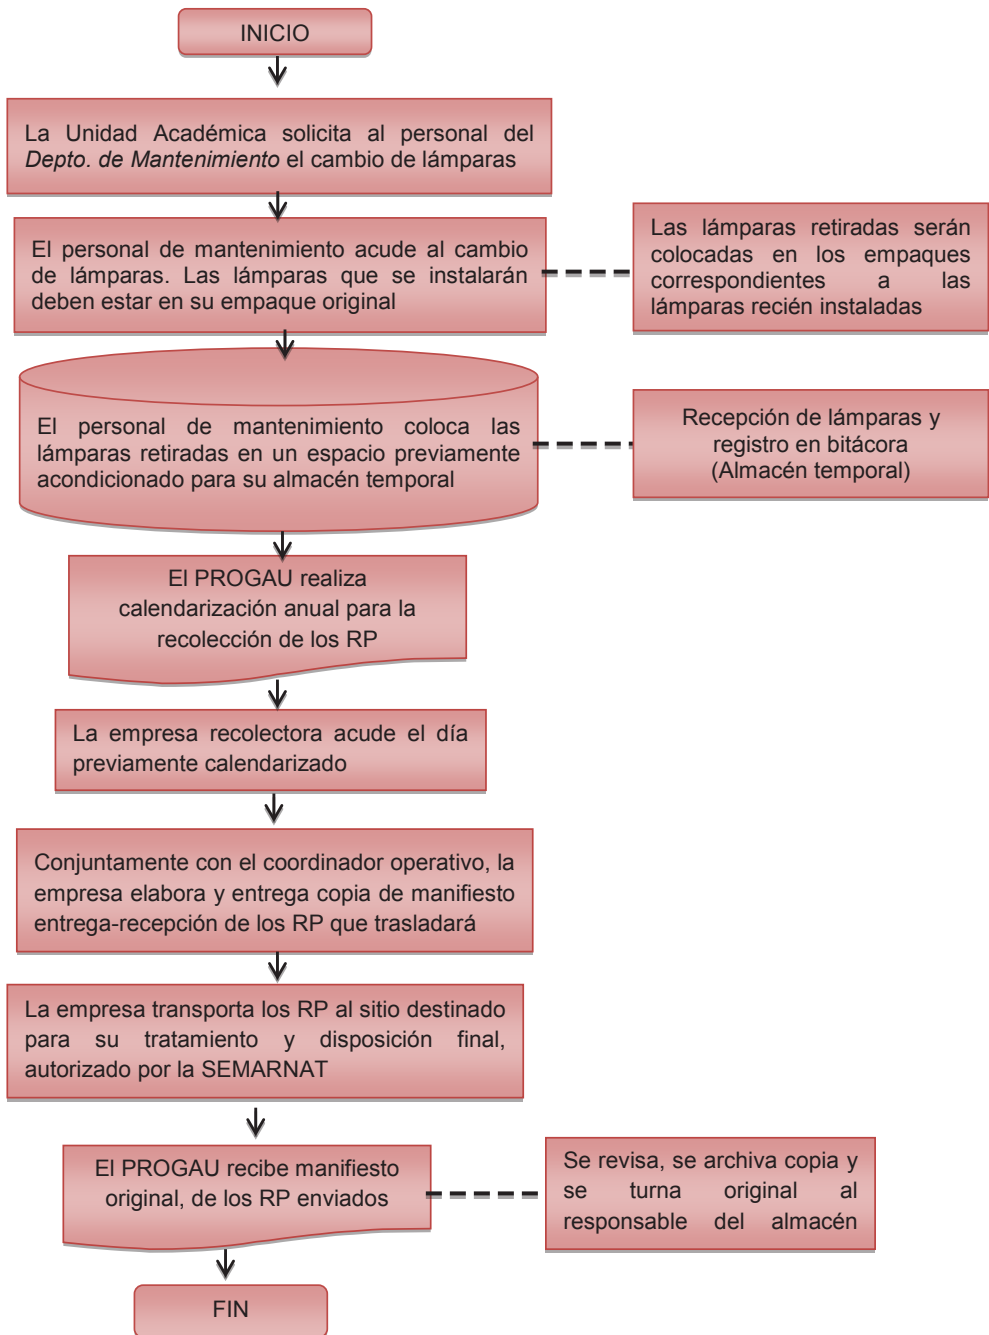 INICIO
La Unidad Académica solicita al personal del
Depto. de Mantenimiento el cambio de lámparas
El personal de mantenimiento acude al cambio
de lámparas. Las lámparas que se instalarán
deben estar en su empaque original
Las lámparas retiradas serán
colocadas en los empaques
correspondientes a las
lámparas recién instaladas
El personal de mantenimiento coloca las
lámparas retiradas en un espacio previamente
acondicionado para su almacén temporal
Recepción de lámparas y
registro en bitácora
(Almacén temporal)
El PROGAU realiza
calendarización anual para la
recolección de los RP
La empresa recolectora acude el día
previamente calendarizado
Conjuntamente con el coordinador operativo, la
empresa elabora y entrega copia de manifiesto
entrega-recepción de los RP que trasladará
La empresa transporta los RP al sitio destinado
para su tratamiento y disposición final,
autorizado por la SEMARNAT
El PROGAU recibe manifiesto
original, de los RP enviados
Se revisa, se archiva copia y
se turna original al
responsable del almacén
FIN